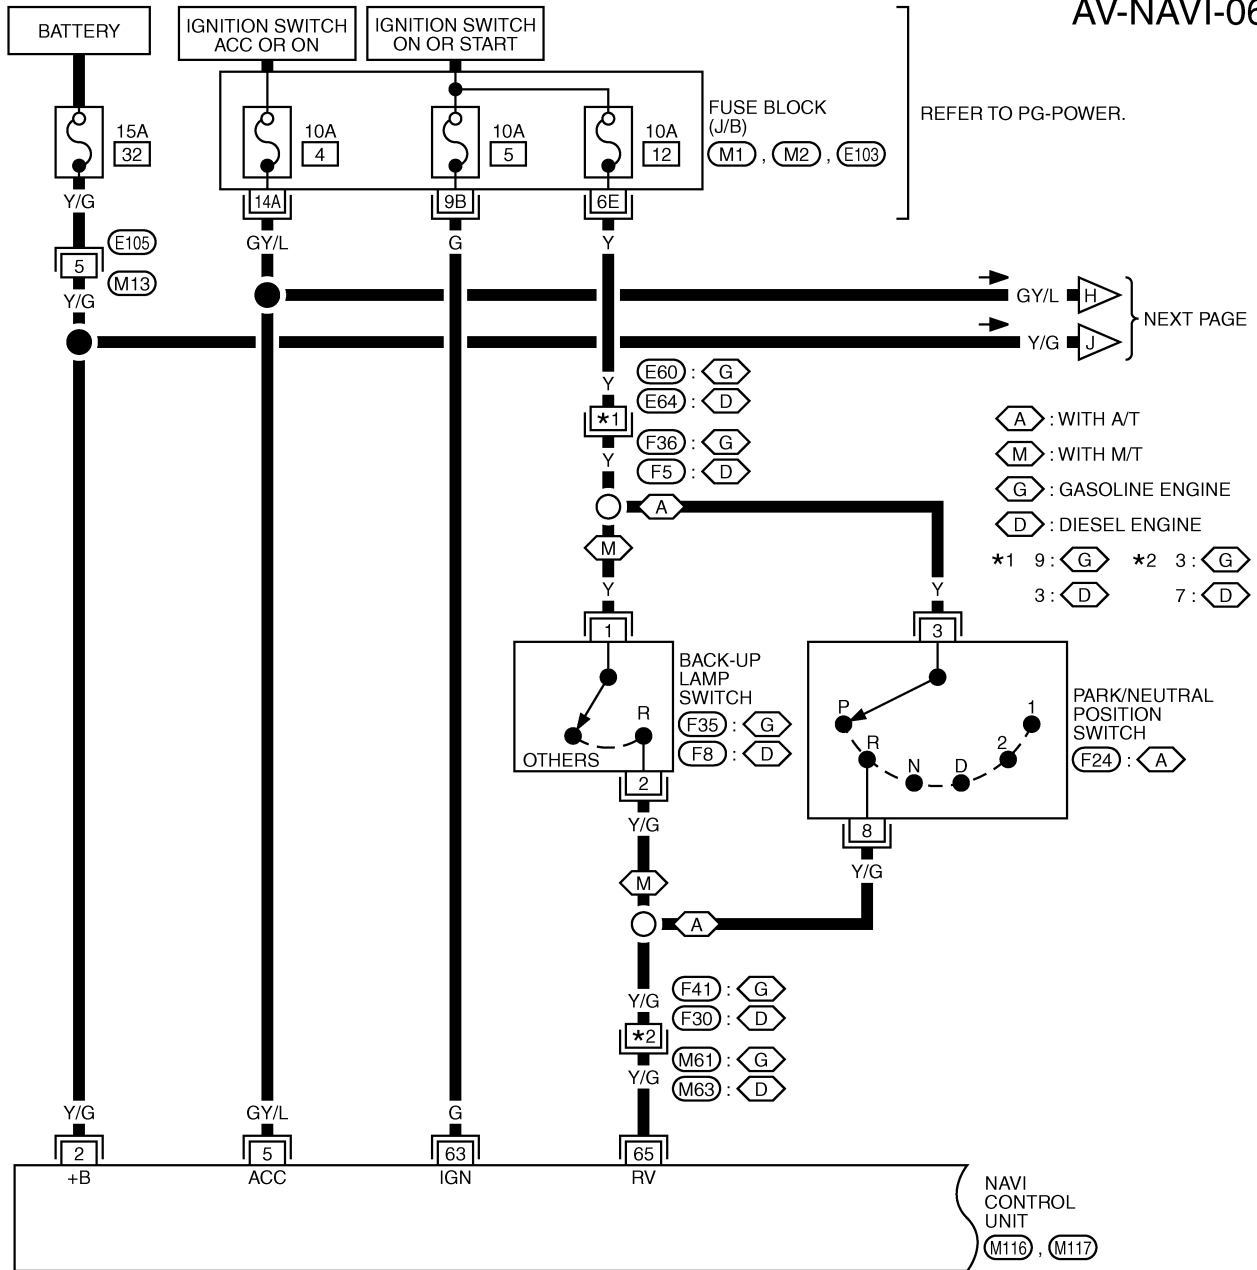 AV-NAVI-06
BATTERY
IGNITION SWITCH
ACC OR ON
IGNITION SWITCH
ON OR START
15A
32
10A
4
10A
5
10A
12
FUSE BLOCK
(J/B)
M1 , M2 , E103
REFER TO PG-POWER.
Y/G
14A
9B
6E
GY/L
G
Y
E105
5
M13
Y/G
GY/L
H
Y/G
J
NEXT PAGE
Y
E60 : G
E64 : D
*1
F36 : G
F5 : D
Y
A
M
A : WITH A/T
M : WITH M/T
G : GASOLINE ENGINE
D : DIESEL ENGINE
*1 9 : G *2 3 : G
3 : D 7 : D
Y
Y
1
3
BACK-UP
LAMP
SWITCH
F35 : G
F8 : D
R
OTHERS
2
P
R
N
D
2
1
PARK/NEUTRAL
POSITION
SWITCH
F24 : A
8
Y/G
Y/G
M
A
Y/G
F41 : G
F30 : D
*2
M61 : G
M63 : D
Y/G
Y/G
GY/L
G
2
5
63
65
+B
ACC
IGN
RV
NAVI
CONTROL
UNIT
M116 , M117